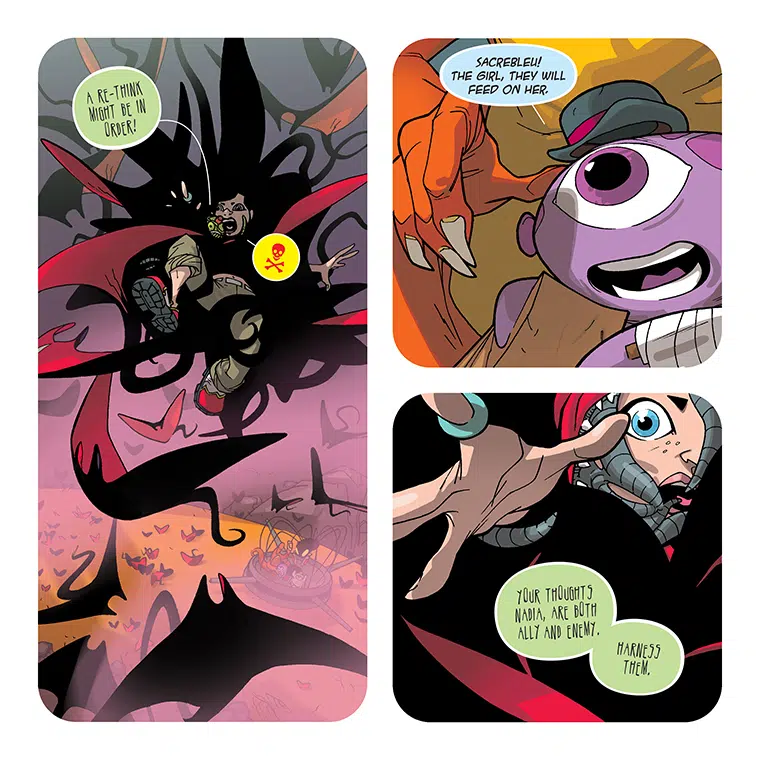 A RE-THINK
MIGHT BE IN
ORDER!
SACREBLEU!
THE GIRL, THEY WILL
FEED ON HER.
YOUR THOUGHTS
NADIA, ARE BOTH
ALLY AND ENEMY.
HARNESS
THEM.